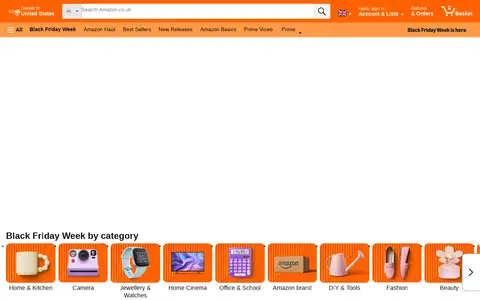 Deliver to
United States
All
Search Amazon.co.uk
Hello, sign in
Account & Lists
Returns
& Orders
0
Basket
All
Black Friday Week
Amazon Haul
Best Sellers
New Releases
Amazon Basics
Prime Video
Prime
Black Friday Week is here
Black Friday Week by category
amazon
Home & Kitchen
Camera
Jewellery &
Watches
Home Cinema
Office & School
Amazon brand
DIY & Tools
Fashion
Beauty